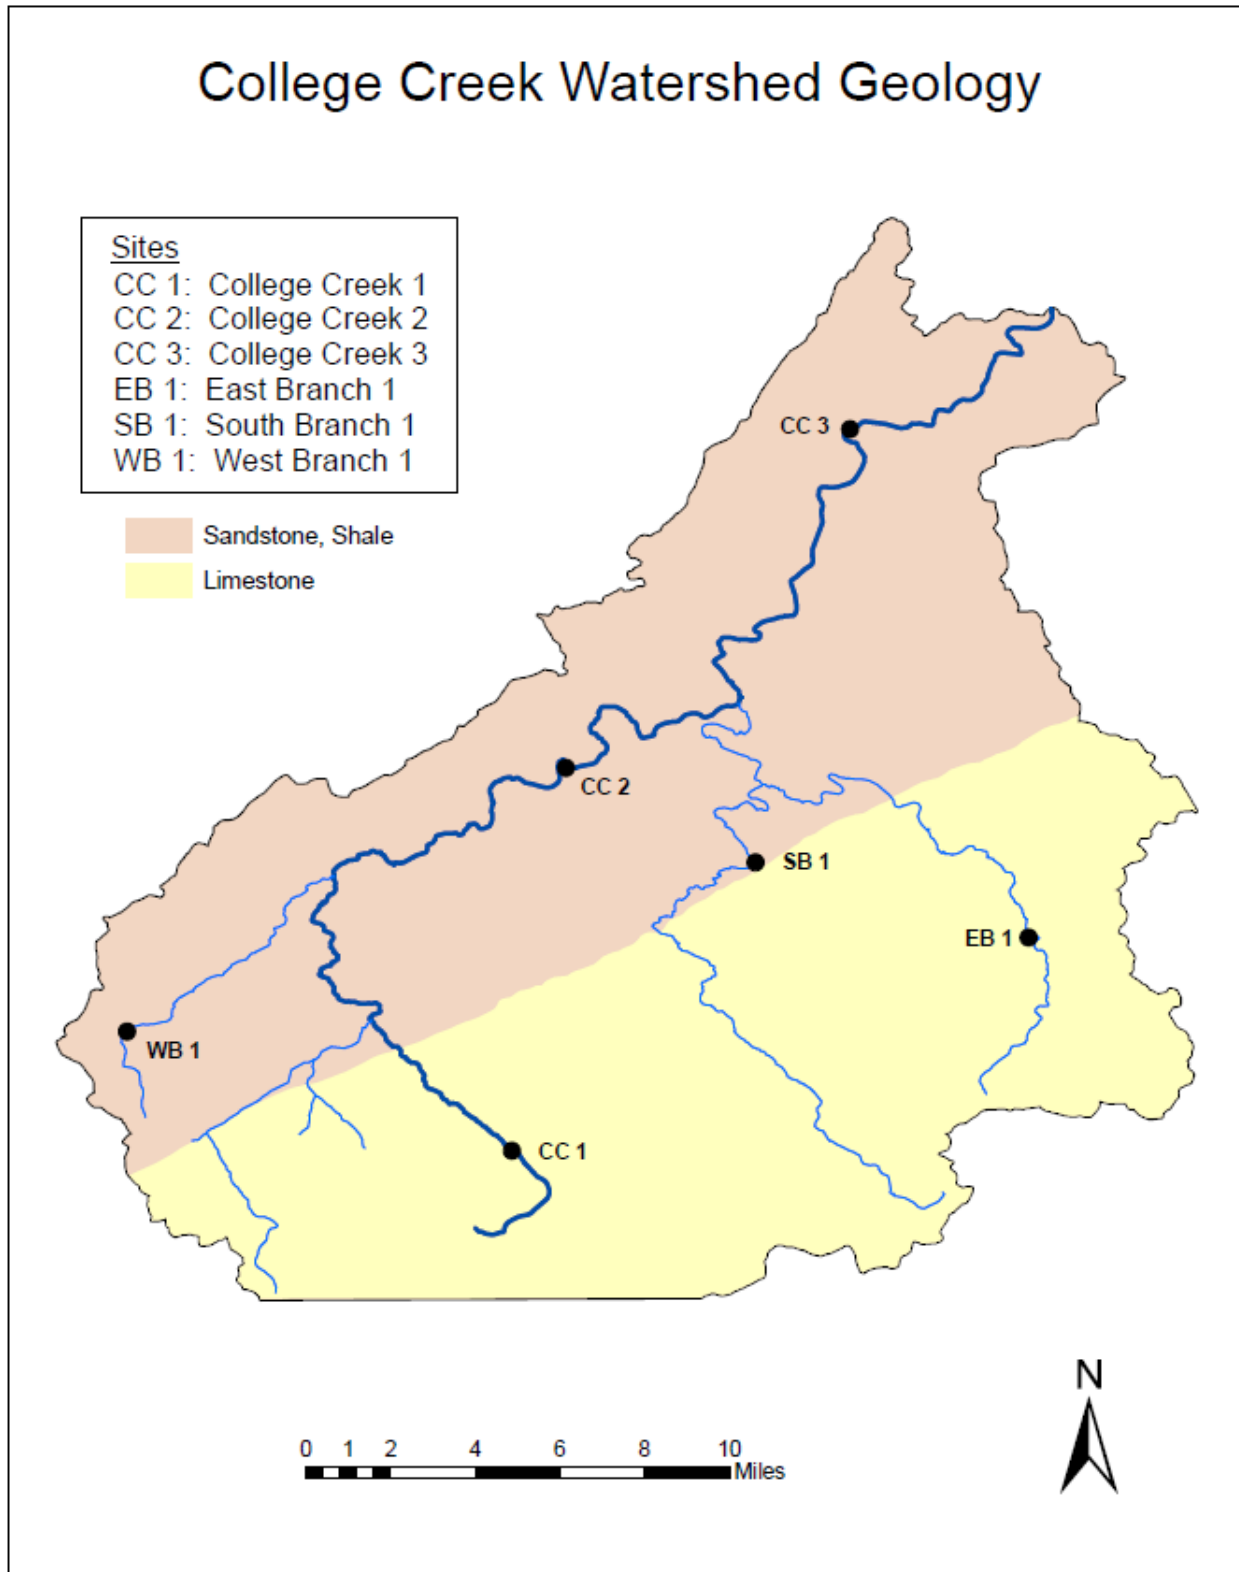 College Creek Watershed Geology
Sites
CC 1: College Creek 1
CC 2: College Creek 2
CC 3: College Creek 3
EB 1: East Branch 1
SB 1: South Branch 1
WB 1: West Branch 1
Sandstone, Shale
Limestone
CC 3
CC 2
SB 1
EB 1
WB 1
CC 1
N
0 1 2 4 6 8 10
Miles